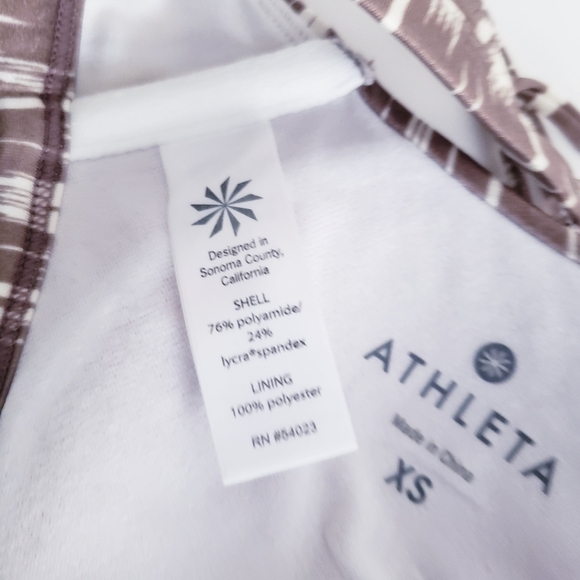 Designed in
Sonoma County,
California
SHELL
76% polyamide/
24%
lycra®spandex
LINING
100% polyester
RN #54023
ATHLETA
Made in China
XS